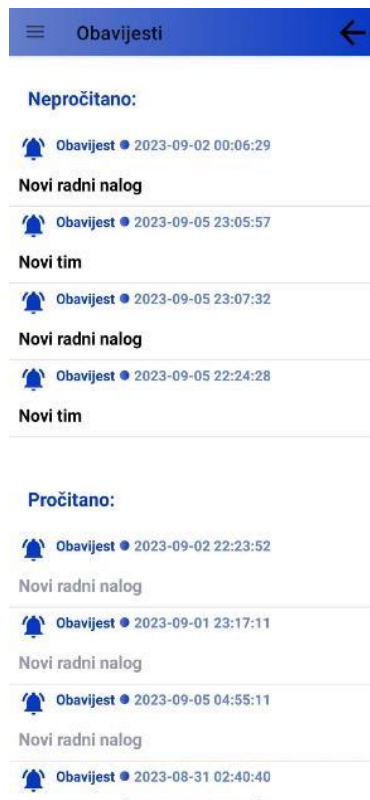 Obavijesti
Nepročitano:
Obavijest 2023-09-02 00:06:29
Novi radni nalog
Obavijest 2023-09-05 23:05:57
Novi tim
Obavijest 2023-09-05 23:07:32
Novi radni nalog
Obavijest 2023-09-05 22:24:28
Novi tim
Pročitano:
Obavijest 2023-09-02 22:23:52
Novi radni nalog
Obavijest 2023-09-01 23:17:11
Novi radni nalog
Obavijest 2023-09-05 04:55:11
Novi radni nalog
Obavijest 2023-08-31 02:40:40